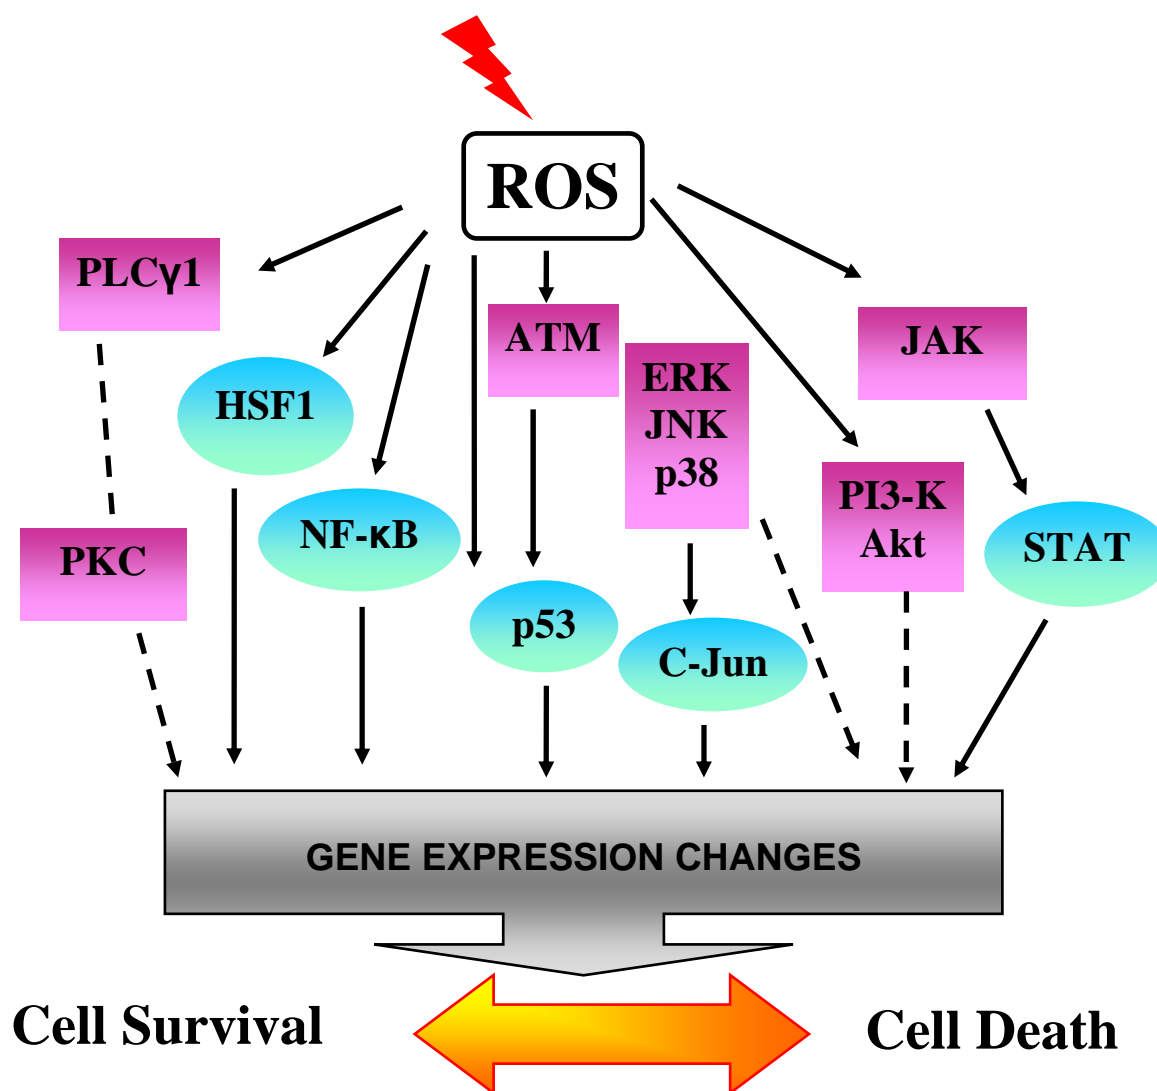 ROS
PLCγ1
ATM
JAK
ERK
JNK
p38
HSF1
PI3-K
Akt
NF-κB
STAT
PKC
p53
C-Jun
GENE EXPRESSION CHANGES
Cell Survival
Cell Death